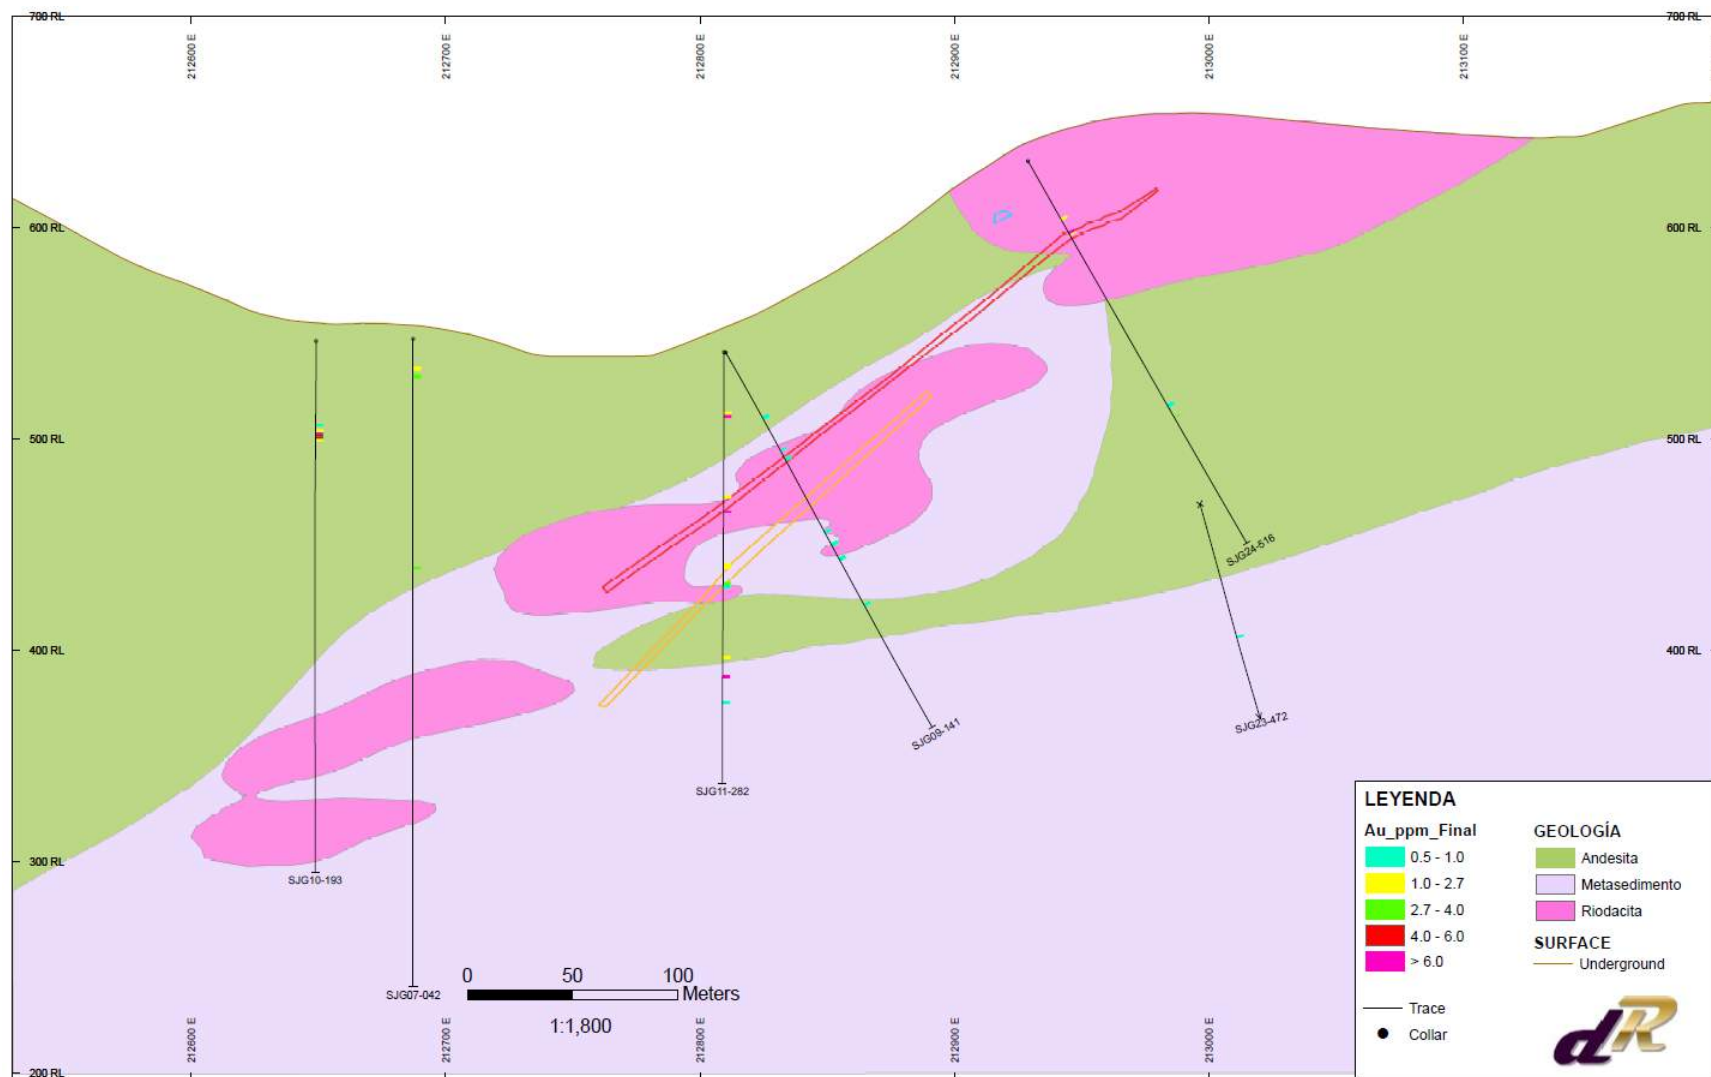 700 RL
700 RL
212600 E
212700 E
212800 E
212900 E
213000 E
213100 E
600 RL
600 RL
500 RL
500 RL
400 RL
400 RL
300 RL
200 RL
SJG10-193
SJG07-042
SJG11-282
SJG09-141
SJG24-516
SJG23-472
0 50 100
Meters
1:1,800
212600 E
212700 E
212800 E
212900 E
213000 E
LEYENDA
Au_ppm_Final
0.5 - 1.0
1.0 - 2.7
2.7 - 4.0
4.0 - 6.0
> 6.0
GEOLOGÍA
Andesita
Metasedimento
Riodacita
SURFACE
Underground
Trace
Collar
dR